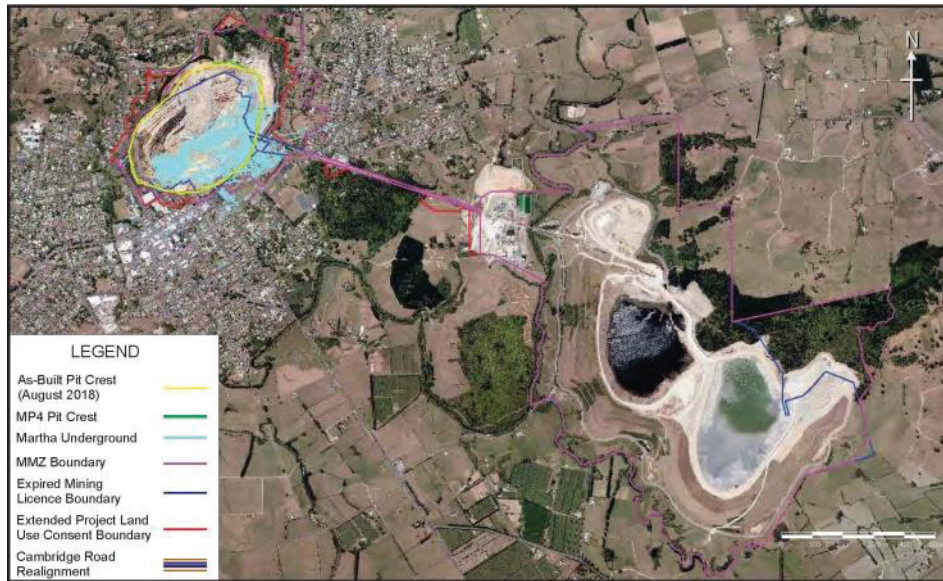 N
LEGEND
As-Built Pit Crest
(August 2018)
MP4 Pit Crest
Martha Underground
MMZ Boundary
Expired Mining
Licence Boundary
Extended Project Land
Use Consent Boundary
Cambridge Road
Realignment